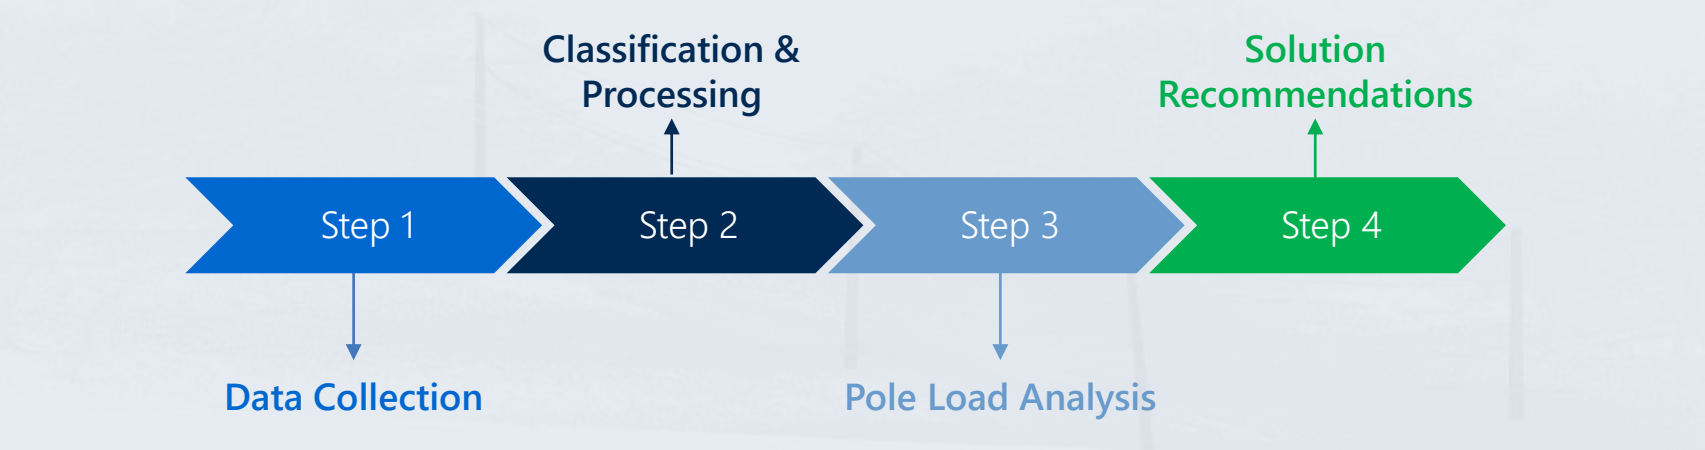 Classification &
Processing
Solution
Recommendations
Step 1
Step 2
Step 3
Step 4
Data Collection
Pole Load Analysis